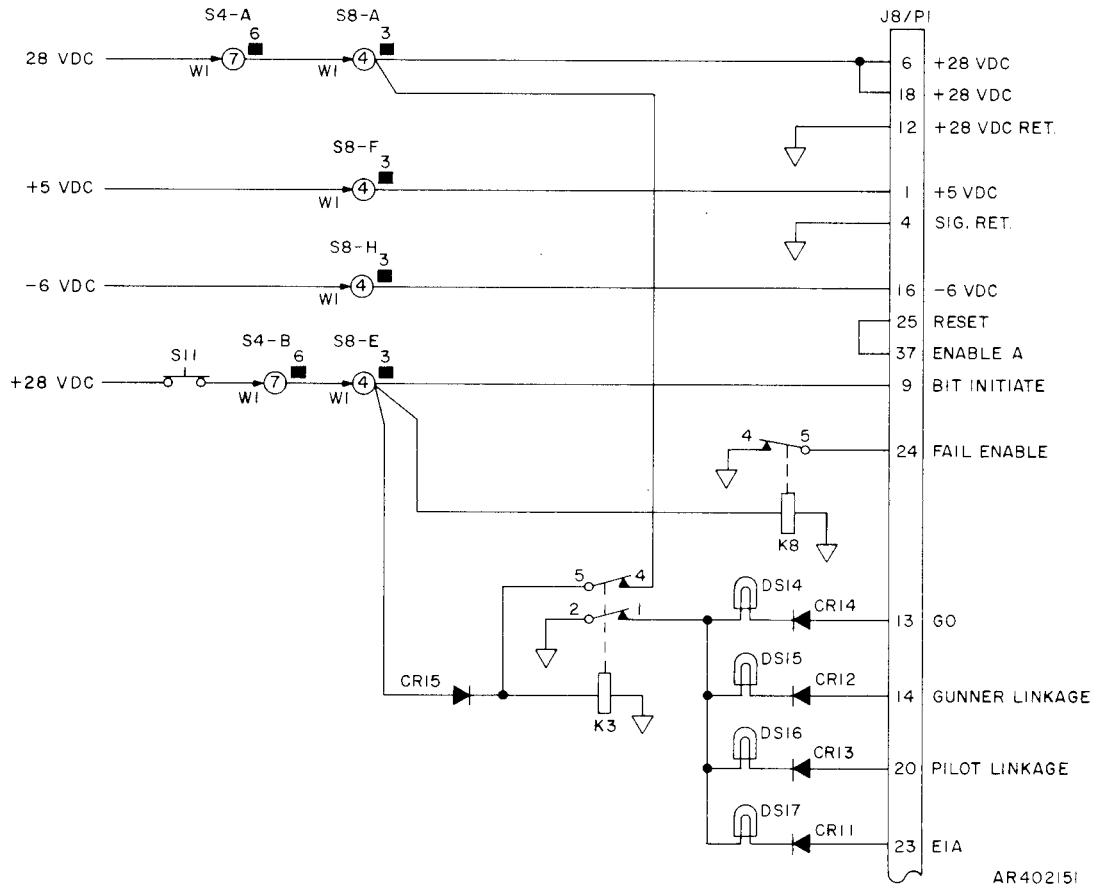 S4-A S8-A J8/P1
6 3
28 VDC W1 7 W1 4 6 +28 VDC
18 +28 VDC
12 +28 VDC RET.
S8-F
3
+5 VDC W1 4 1 +5 VDC
4 SIG. RET.
S8-H
3
-6 VDC W1 4 16 -6 VDC
25 RESET
37 ENABLE A
S11 S4-B S8-E
6 3
+28 VDC W1 7 W1 4 9 BIT INITIATE
4 5 24 FAIL ENABLE
K8
5 4 DS14 CR14
2 1 13 GO
CR15 K3 DS15 CR12 14 GUNNER LINKAGE
DS16 CR13 20 PILOT LINKAGE
DS17 CR11 23 EIA
AR402151